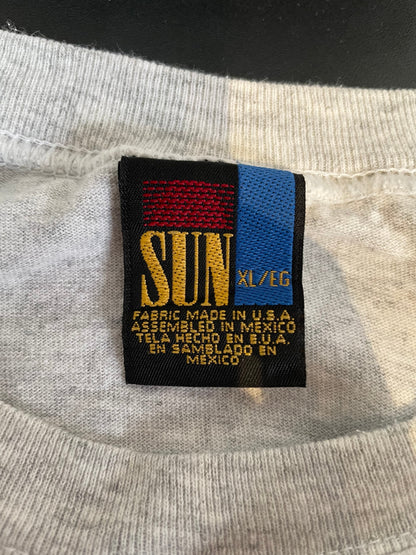 SUN
XL/EG
FABRIC MADE IN U.S.A.
ASSEMBLED IN MEXICO
TELA HECHO EN E.U.A.
EN SAMBLADO EN
MEXICO